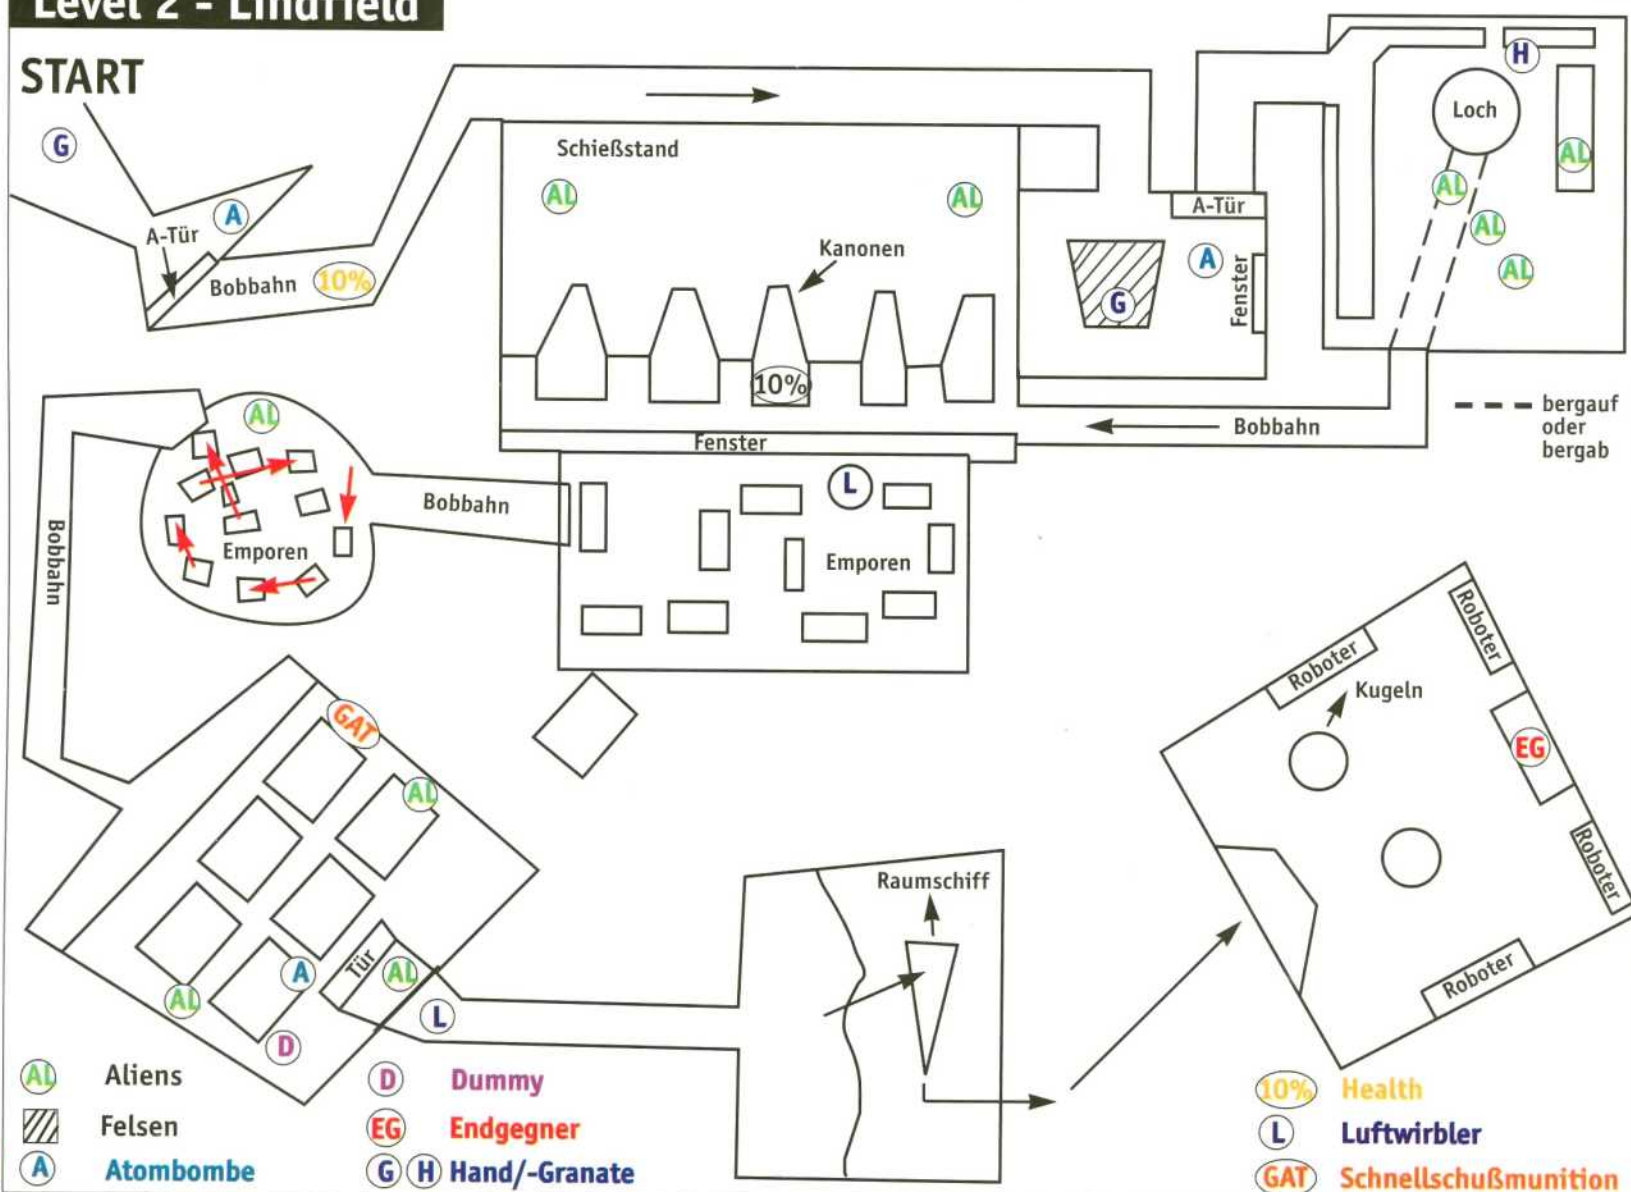 Level 2 - Lindfield
START
G
A
A-Tür
Bobbahn
10%
Schießstand
AL
AL
Kanonen
10%
A-Tür
A
G
Fenster
H
Loch
AL
AL
AL
AL
bergauf
oder
bergab
Bobbahn
Fenster
L
Emporen
Bobbahn
AL
Emporen
Bobbahn
GAT
AL
A
AL
D
Tür
AL
L
Raumschiff
Roboter
Roboter
Kugeln
EG
Roboter
Roboter
AL Aliens
Felsen
A Atombombe
D Dummy
EG Endgegner
G H Hand/-Granate
10% Health
L Luftwirbler
GAT Schnellschußmunition